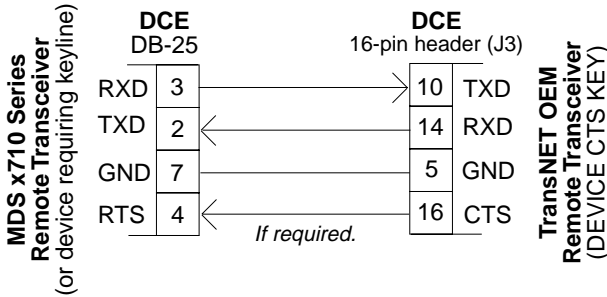 DCE
DB-25
DCE
16-pin header (J3)
MDS x710 Series
Remote Transceiver
(or device requiring keyline)
RXD 3 10 TXD
TXD 2 14 RXD
GND 7 5 GND
RTS 4 16 CTS
If required.
TransNET OEM
Remote Transceiver
(DEVICE CTS KEY)